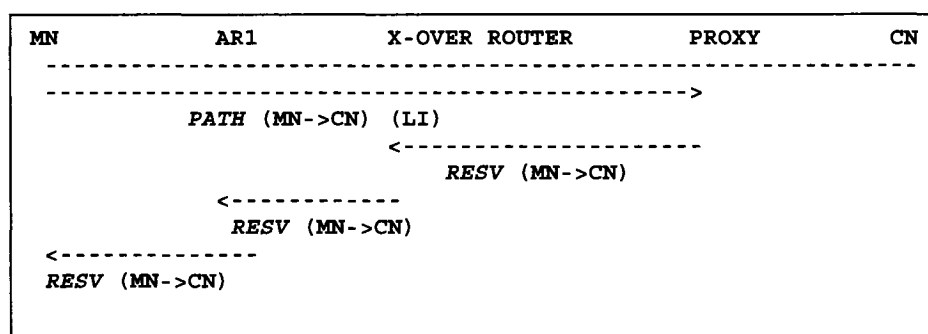 MN AR1 X-OVER ROUTER PROXY CN
--------------------------------------------------------------
---------------------------------------------->
PATH (MN->CN) (LI)
<---------------------
RESV (MN->CN)
<------------
RESV (MN->CN)
<---------------
RESV (MN->CN)